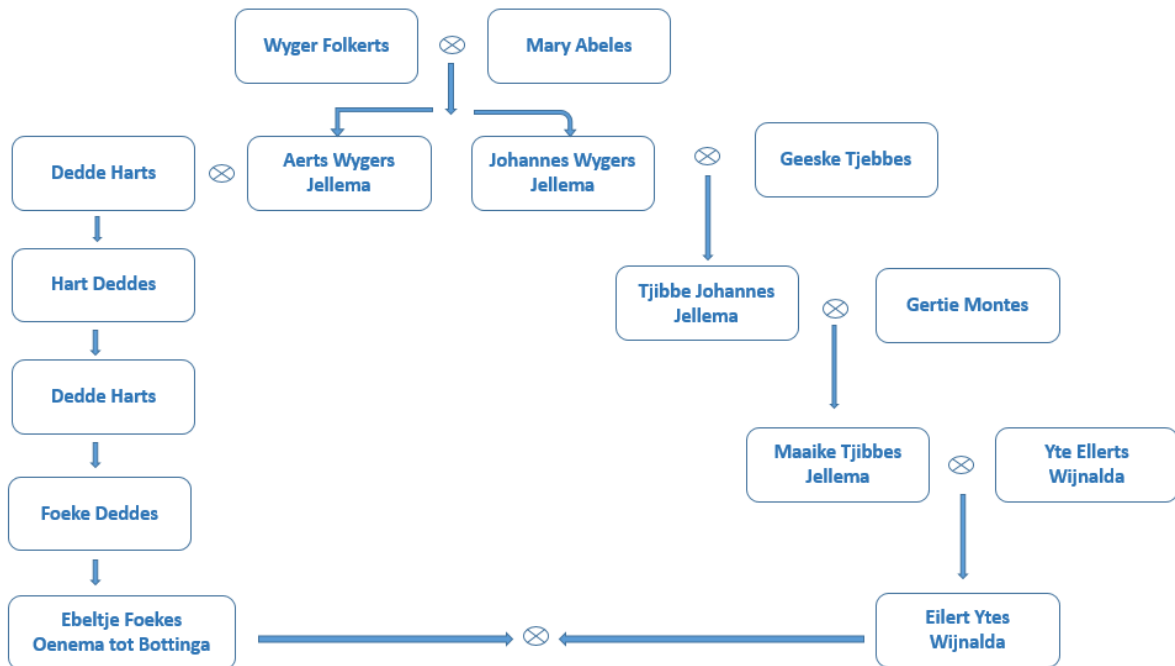 Wyger Folkerts
Mary Abeles
Dedde Harts
Aerts Wygers
Jellema
Johannes Wygers
Jellema
Geeske Tjebbes
Hart Deddes
Tjibbe Johannes
Jellema
Gertie Montes
Dedde Harts
Maaike Tjibbes
Jellema
Yte Ellerts
Wijnalda
Foeke Deddes
Ebeltje Foekes
Oenema tot Bottinga
Eilert Ytes
Wijnalda